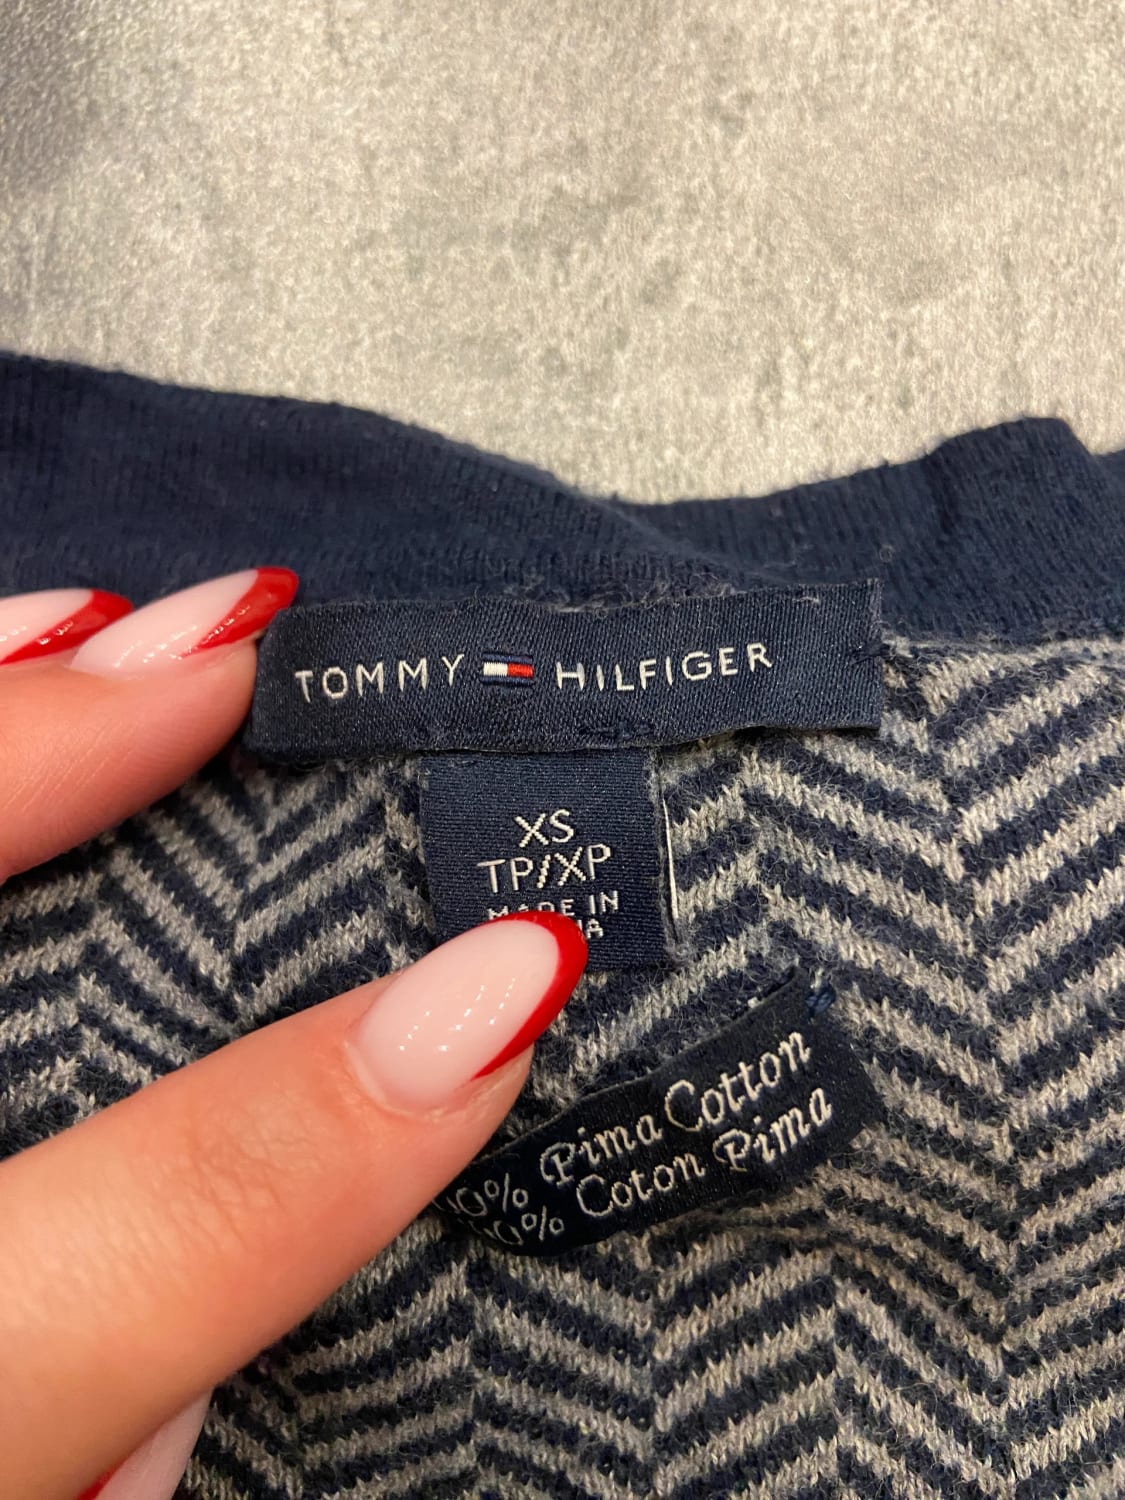 TOMMY HILFIGER
XS
TP/XP
MADE IN
Pima Cotton
Coton Pima